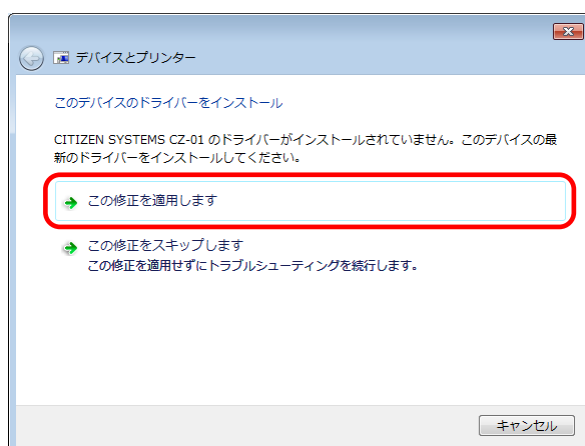 デバイスとプリンター
このデバイスのドライバーをインストール
CITIZEN SYSTEMS CZ-01 のドライバーがインストールされていません。このデバイスの最
新のドライバーをインストールしてください。
この修正を適用します
この修正をスキップします
この修正を適用せずにトラブルシューティングを続行します。
キャンセル